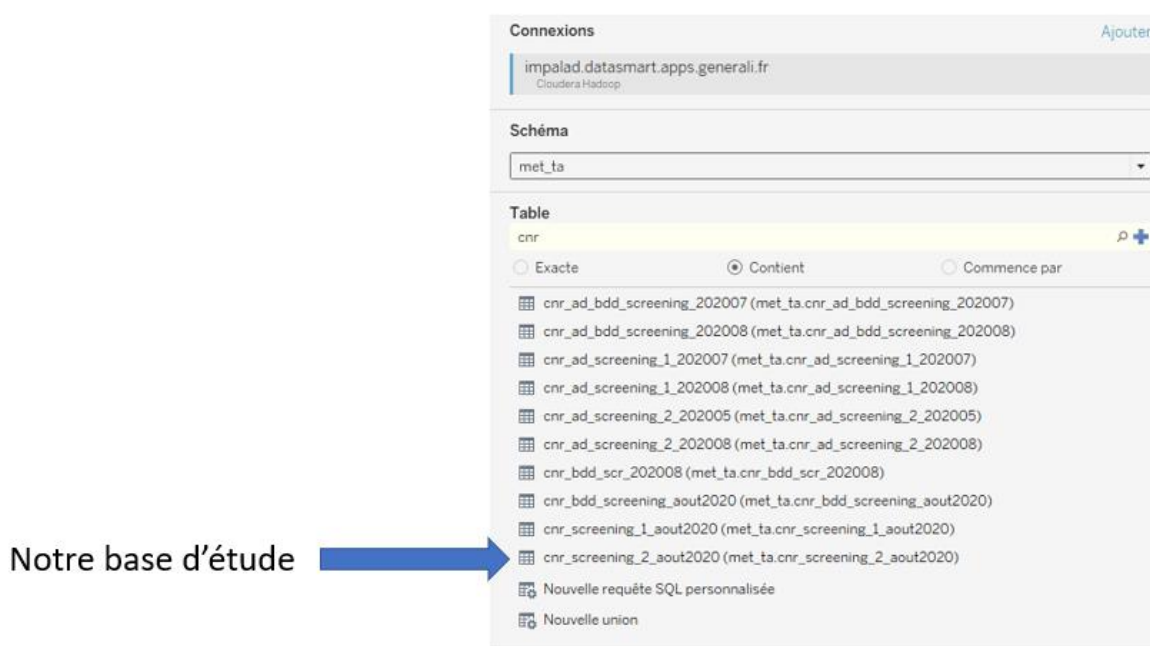 Connexions Ajouter
impalad.datasmart.apps.generali.fr
Cloudera Hadoop
Schéma
met_ta
Table
cnr
Exacte Contient Commence par
cnr_ad_bdd_screening_202007 (met_ta.cnr_ad_bdd_screening_202007)
cnr_ad_bdd_screening_202008 (met_ta.cnr_ad_bdd_screening_202008)
cnr_ad_screening_1_202007 (met_ta.cnr_ad_screening_1_202007)
cnr_ad_screening_1_202008 (met_ta.cnr_ad_screening_1_202008)
cnr_ad_screening_2_202005 (met_ta.cnr_ad_screening_2_202005)
cnr_ad_screening_2_202008 (met_ta.cnr_ad_screening_2_202008)
cnr_bdd_scr_202008 (met_ta.cnr_bdd_scr_202008)
cnr_bdd_screening_aout2020 (met_ta.cnr_bdd_screening_aout2020)
cnr_screening_1_aout2020 (met_ta.cnr_screening_1_aout2020)
Notre base d'étude cnr_screening_2_aout2020 (met_ta.cnr_screening_2_aout2020)
Nouvelle requête SQL personnalisée
Nouvelle union